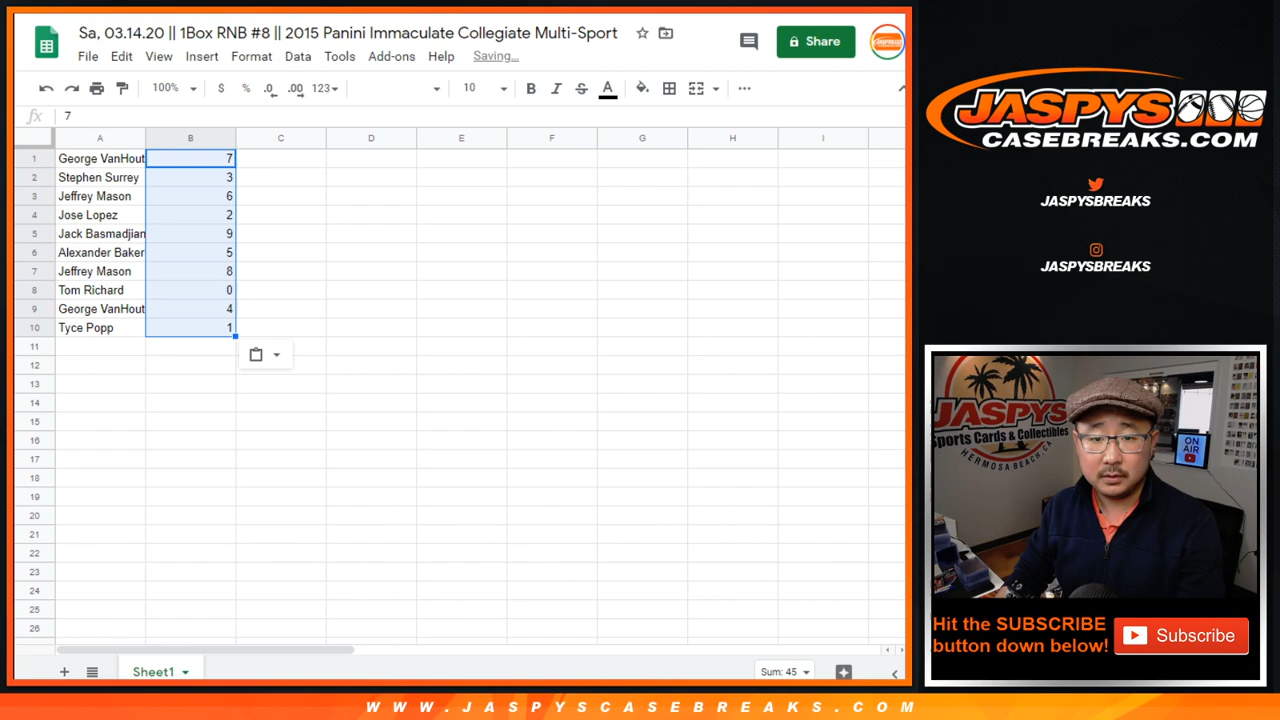 Sa, 03.14.20 || 1Box RNB #8 || 2015 Panini Immaculate Collegiate Multi-Sport
File Edit View Insert Format Data Tools Add-ons Help Saving...
Share
100% $ % .0 .00 123 10 B I S A
fx 7
A B C D E F G H I
1 George VanHout 7
2 Stephen Surrey 3
3 Jeffrey Mason 6
4 Jose Lopez 2
5 Jack Basmadjian 9
6 Alexander Baker 5
7 Jeffrey Mason 8
8 Tom Richard 0
9 George VanHout 4
10 Tyce Popp 1
11
12
13
14
15
16
17
18
19
20
21
22
23
24
25
26
Sheet1
Sum: 45
JASPYS
CASEBREAKS.COM
JASPYSBREAKS
JASPYSBREAKS
JASPYS
Sports Cards & Collectibles
HERMOSA BEACH, CA
ON
AIR
Hit the SUBSCRIBE
button down below!
Subscribe
WWW.JASPYSCASEBREAKS.COM